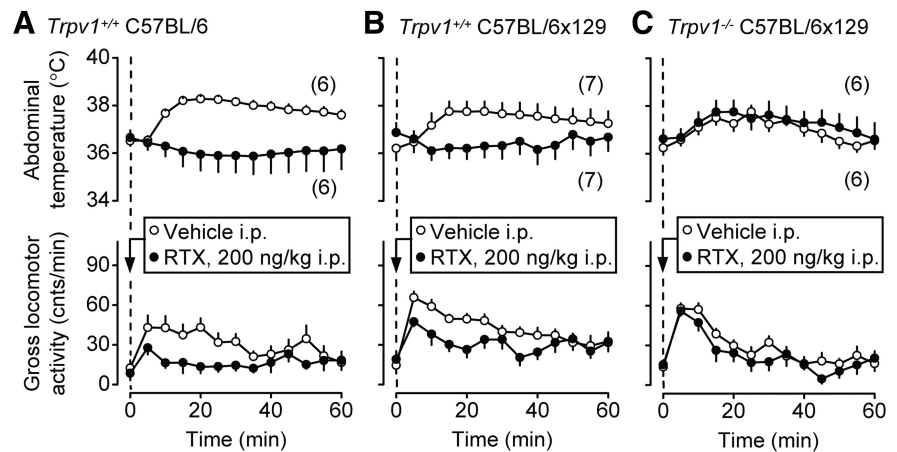 A Trpv1+/+ C57BL/6
B Trpv1+/+ C57BL/6x129
C Trpv1-/- C57BL/6x129
Abdominal
temperature (°C)
40
38
36
34
(6)
(6)
(7)
(7)
(6)
(6)
Gross locomotor
activity (cnts/min)
90
60
30
0
Vehicle i.p.
RTX, 200 ng/kg i.p.
Vehicle i.p.
RTX, 200 ng/kg i.p.
Vehicle i.p.
RTX, 200 ng/kg i.p.
0 20 40 60
0 20 40 60
0 20 40 60
Time (min)
Time (min)
Time (min)